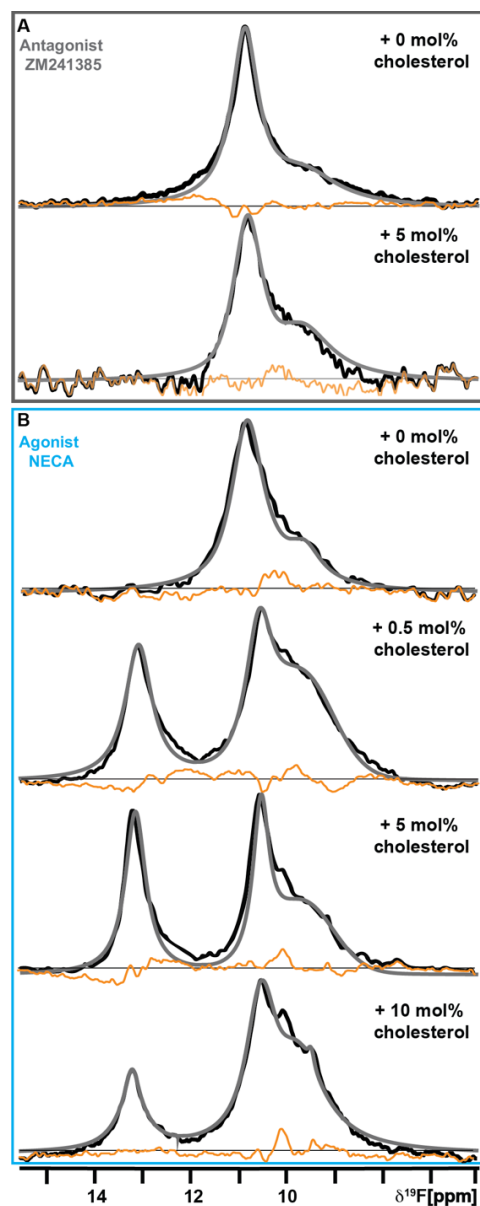 A
Antagonist
ZM241385
+ 0 mol%
cholesterol
+ 5 mol%
cholesterol
B
Agonist
NECA
+ 0 mol%
cholesterol
+ 0.5 mol%
cholesterol
+ 5 mol%
cholesterol
+ 10 mol%
cholesterol
14 12 10 δ¹⁹F[ppm]